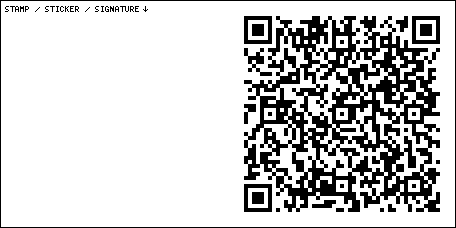 STAMP / STICKER / SIGNATURE ↓